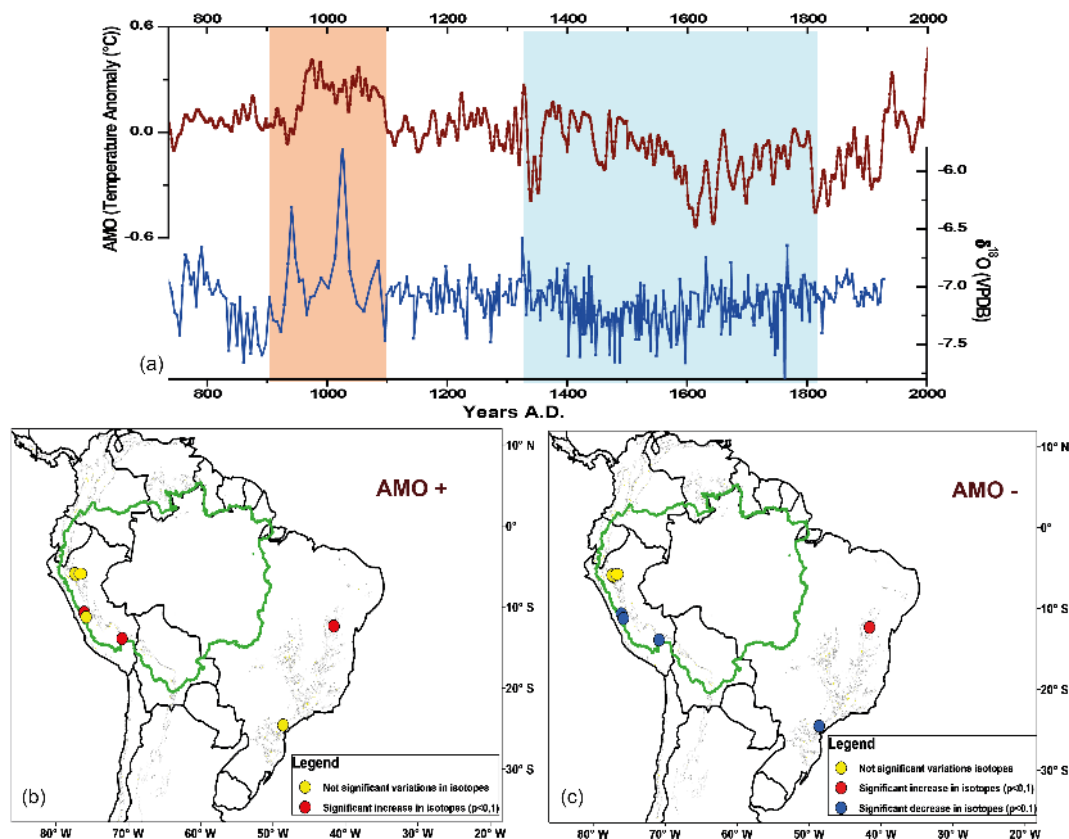 800 1000 1200 1400 1600 1800 2000
0.6
0.0
-0.6
AMO (Temperature Anomaly (°C))
-6.0
-6.5
-7.0
-7.5
δ¹⁸O (VPDB)
(a)
800 1000 1200 1400 1600 1800 2000
Years A.D.
AMO +
10° N
0°
10° S
20° S
30° S
Legend
Not significant variations in isotopes
Significant increase in isotopes (p<0,1)
(b)
80° W 70° W 60° W 50° W 40° W 30° W 20° W
AMO -
10° N
0°
10° S
20° S
30° S
Legend
Not significant variations isotopes
Significant increase in isotopes (p<0,1)
Significant decrease in isotopes (p<0.1)
(c)
80° W 70° W 60° W 50° W 40° W 30° W 20° W